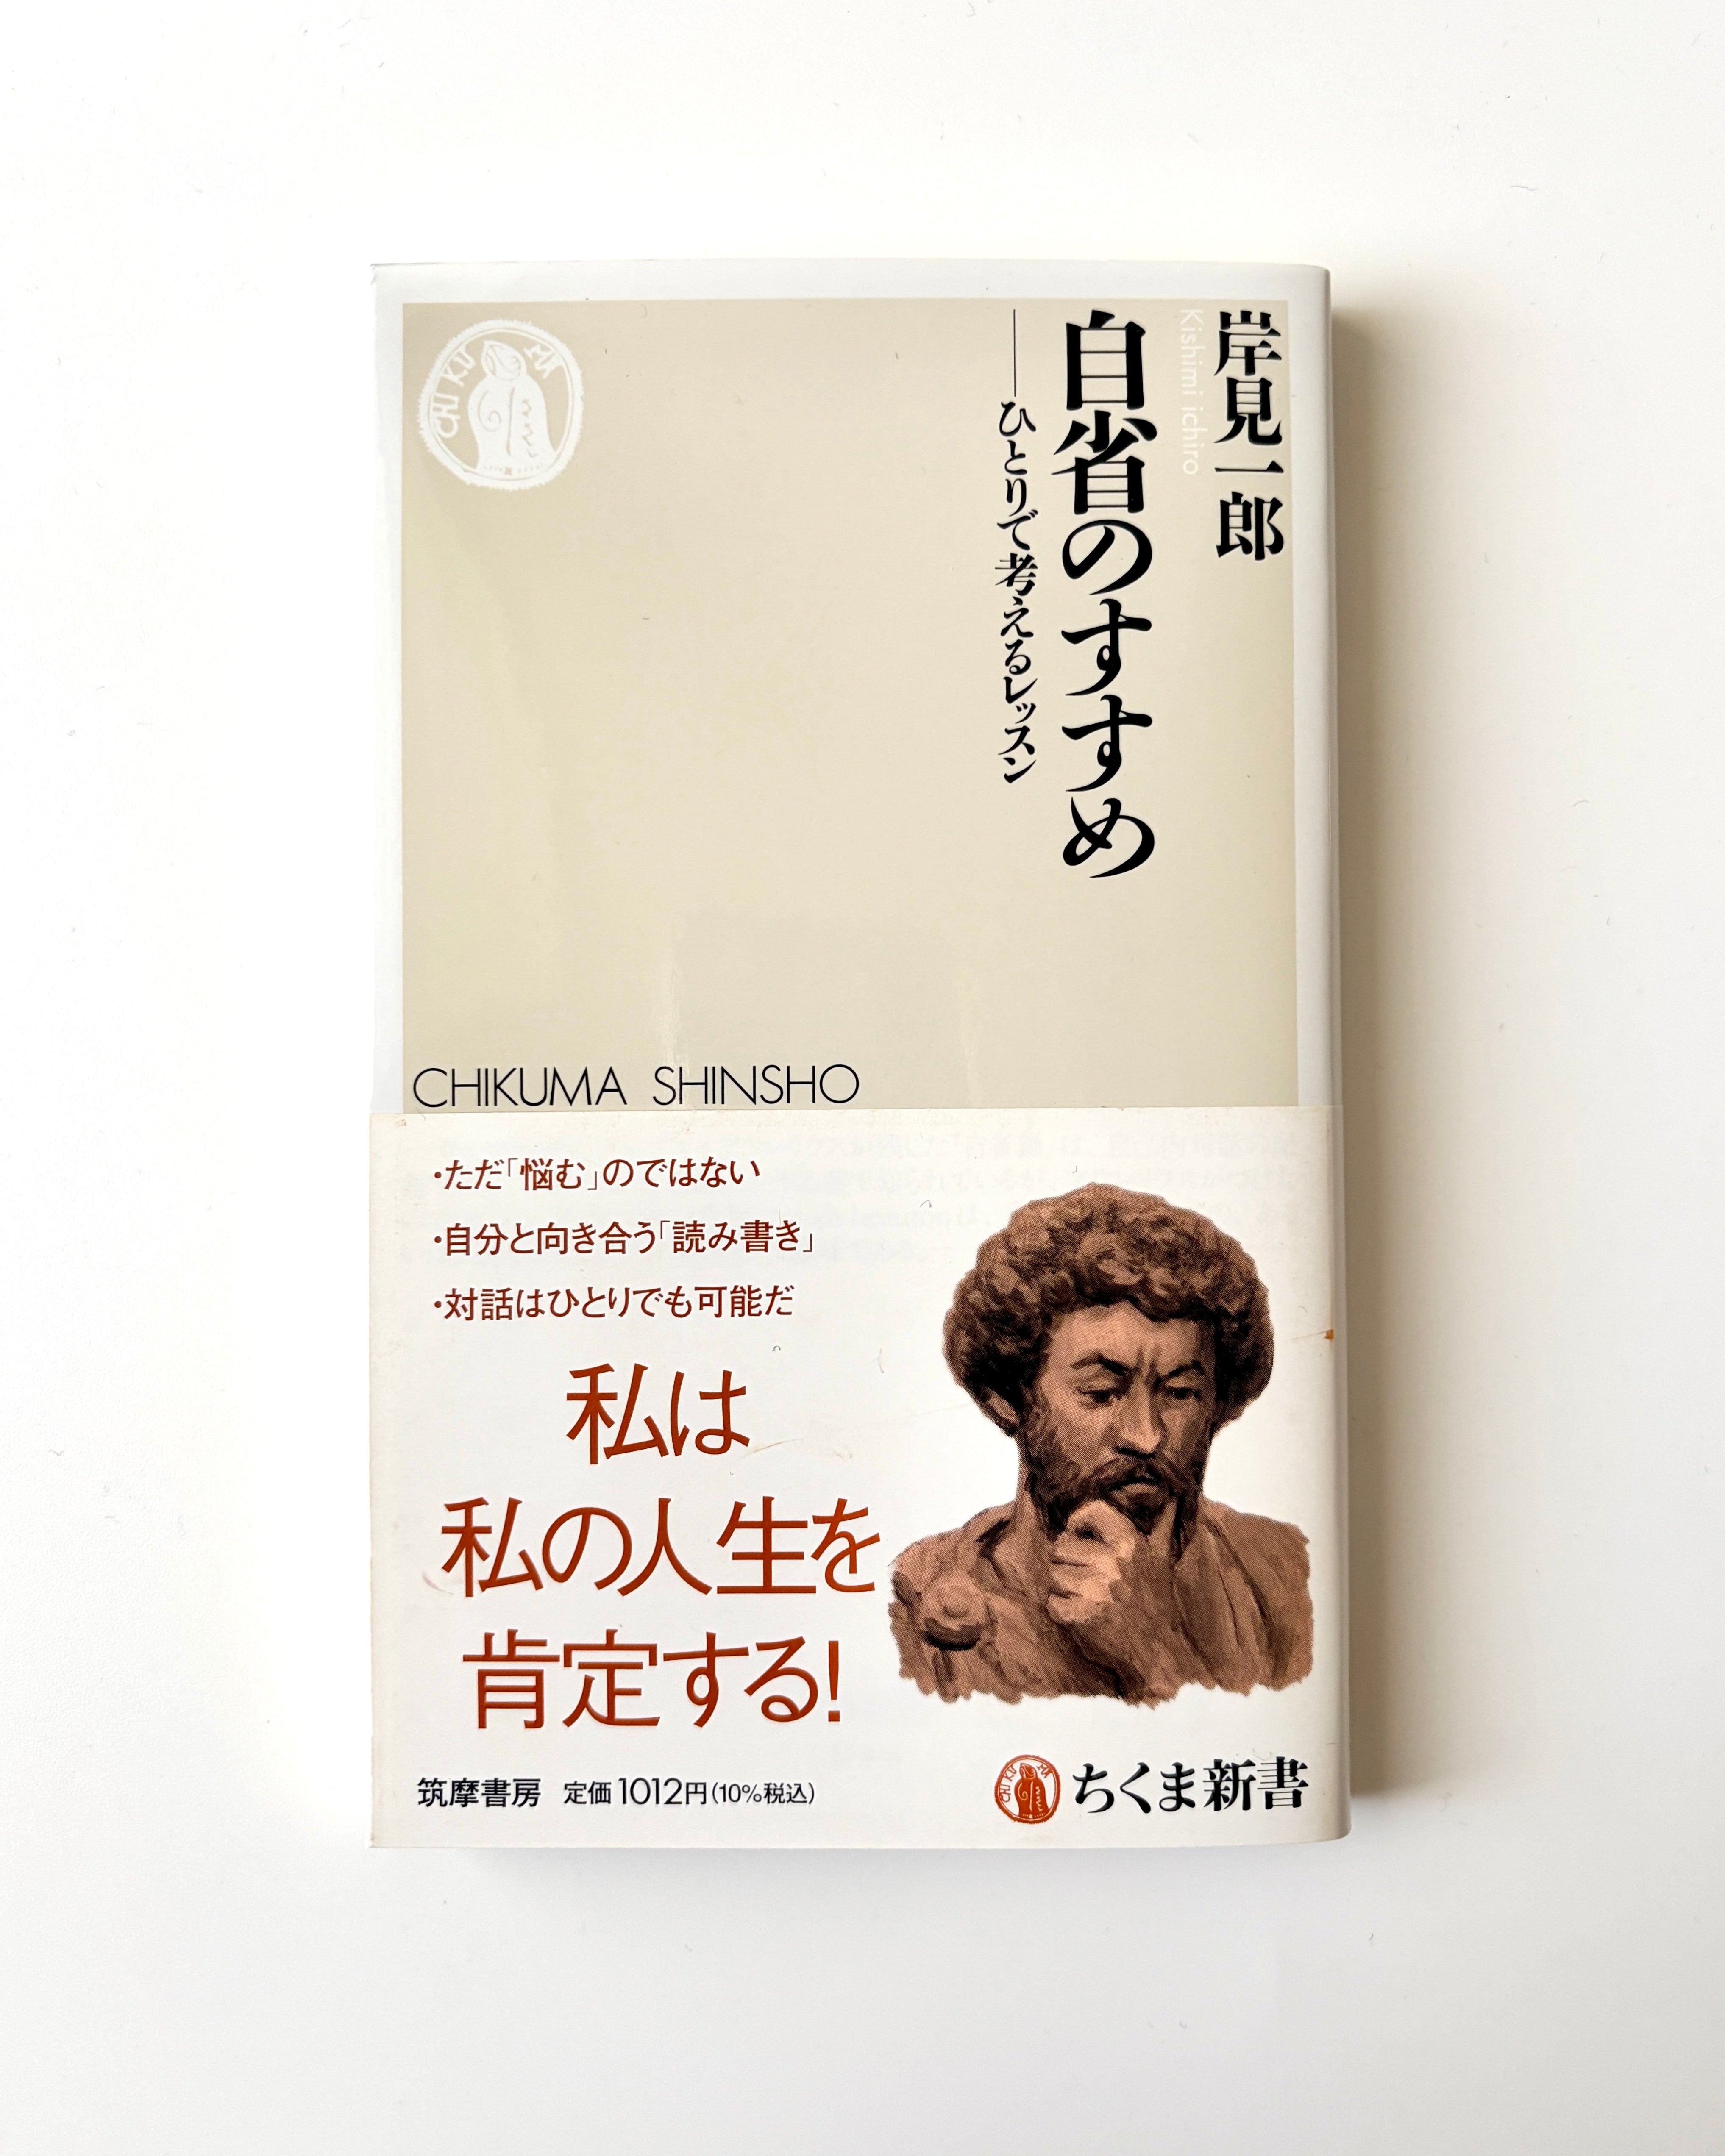 岸見一郎
Kishimi ichiro
自省のすすめ
――ひとりで考えるレッスン
CHIKUMA
CHIKUMA SHINSHO
・ただ「悩む」のではない
・自分と向き合う「読み書き」
・対話はひとりでも可能だ
私は
私の人生を
肯定する!
筑摩書房 定価1012円(10%税込)
CHIKUMA
ちくま新書